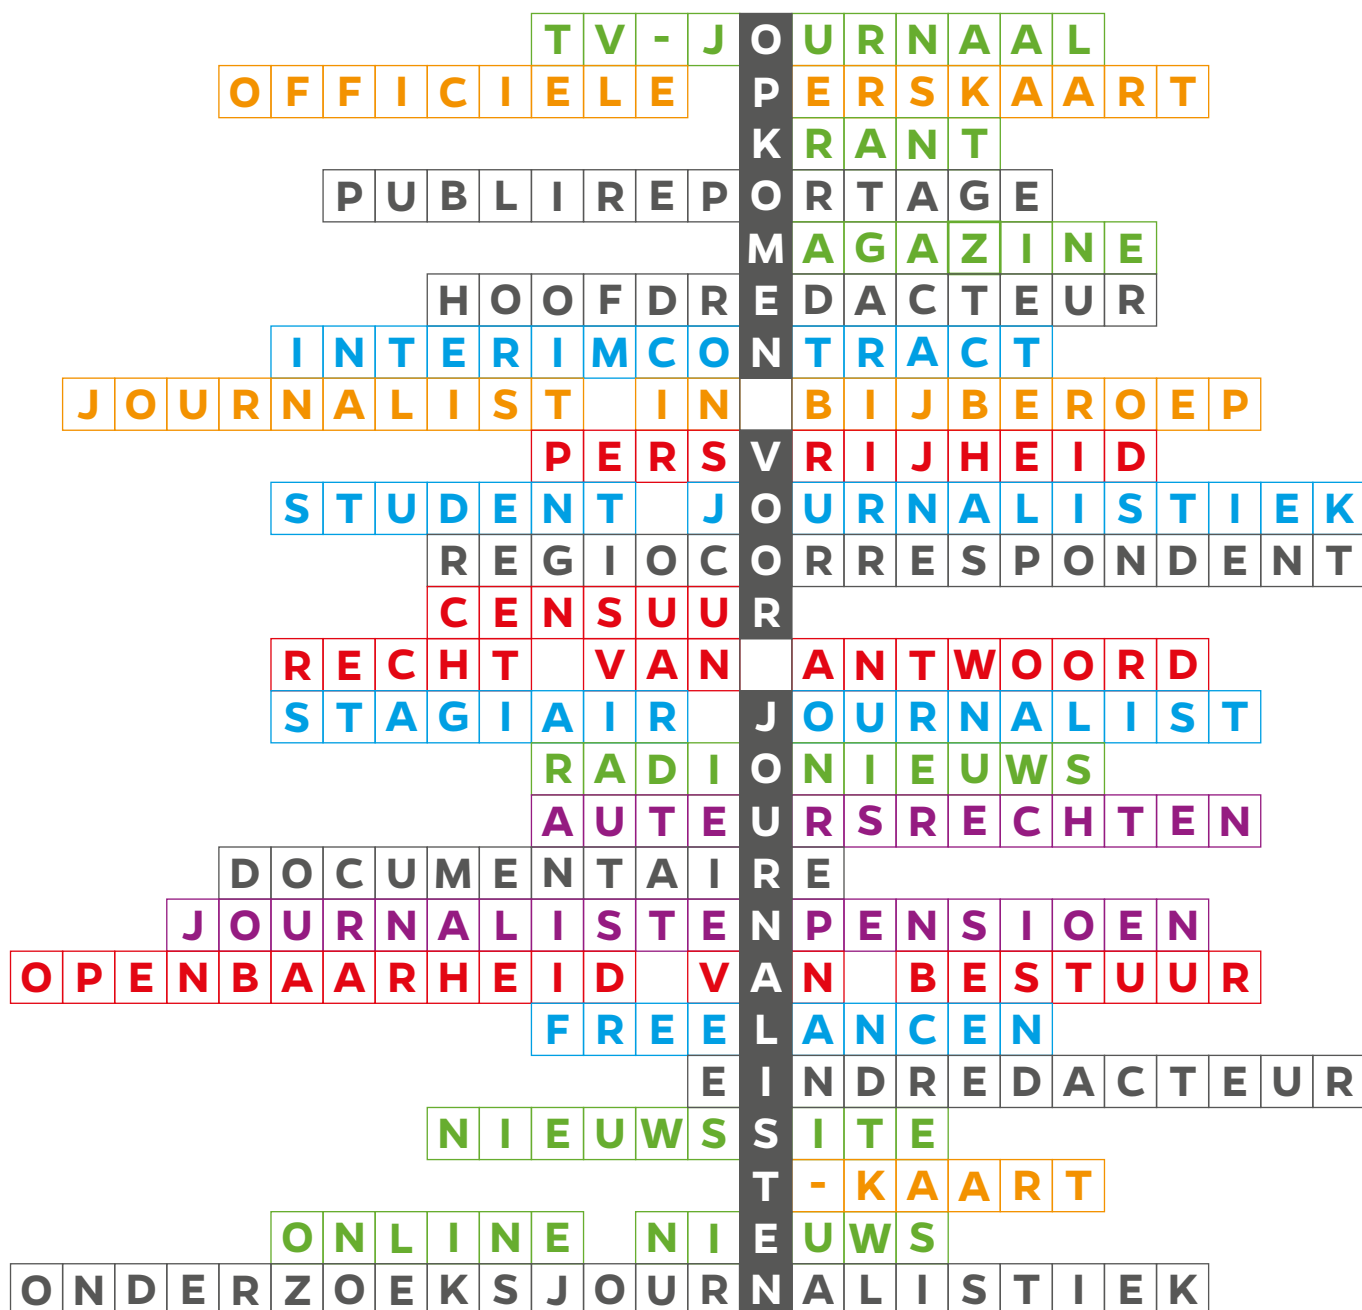 TV-JOURNAAL
OFFICIELE PERSKAART
KRANT
PUBLIREPORTAGE
MAGAZINE
HOOFDREDACTEUR
INTERIMCONTRACT
JOURNALIST IN BIJBEROEP
PERSVRIJHEID
STUDENT JOURNALISTIEK
REGIOCORRESPONDENT
CENSUUR
RECHT VAN ANTWOORD
STAGIAIR JOURNALIST
RADIONIEUWS
AUTEURSRECHTEN
DOCUMENTAIRE
JOURNALISTENPENSIOEN
OPENBAARHEID VAN BESTUUR
FREELANCEN
EINDREDACTEUR
NIEUWSSITE
T-KAART
ONLINE NIEUWS
ONDERZOEKSJOURNALISTIEK